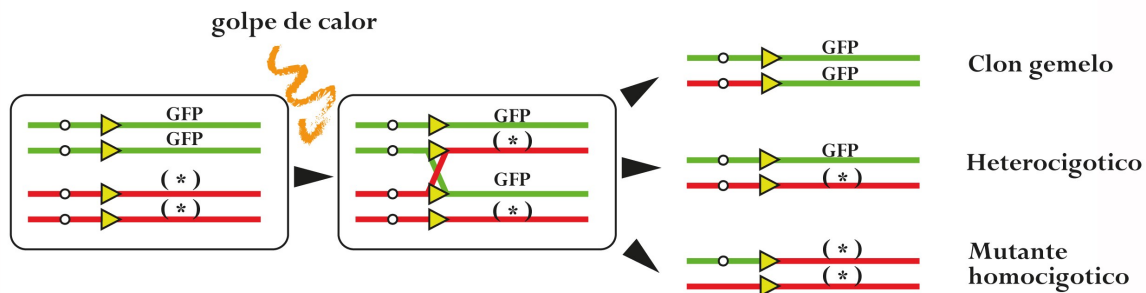 golpe de calor
GFP
GFP
( * )
( * )
GFP
( * )
GFP
( * )
GFP
GFP
Clon gemelo
GFP
( * )
Heterocigotico
( * )
( * )
Mutante
homocigotico